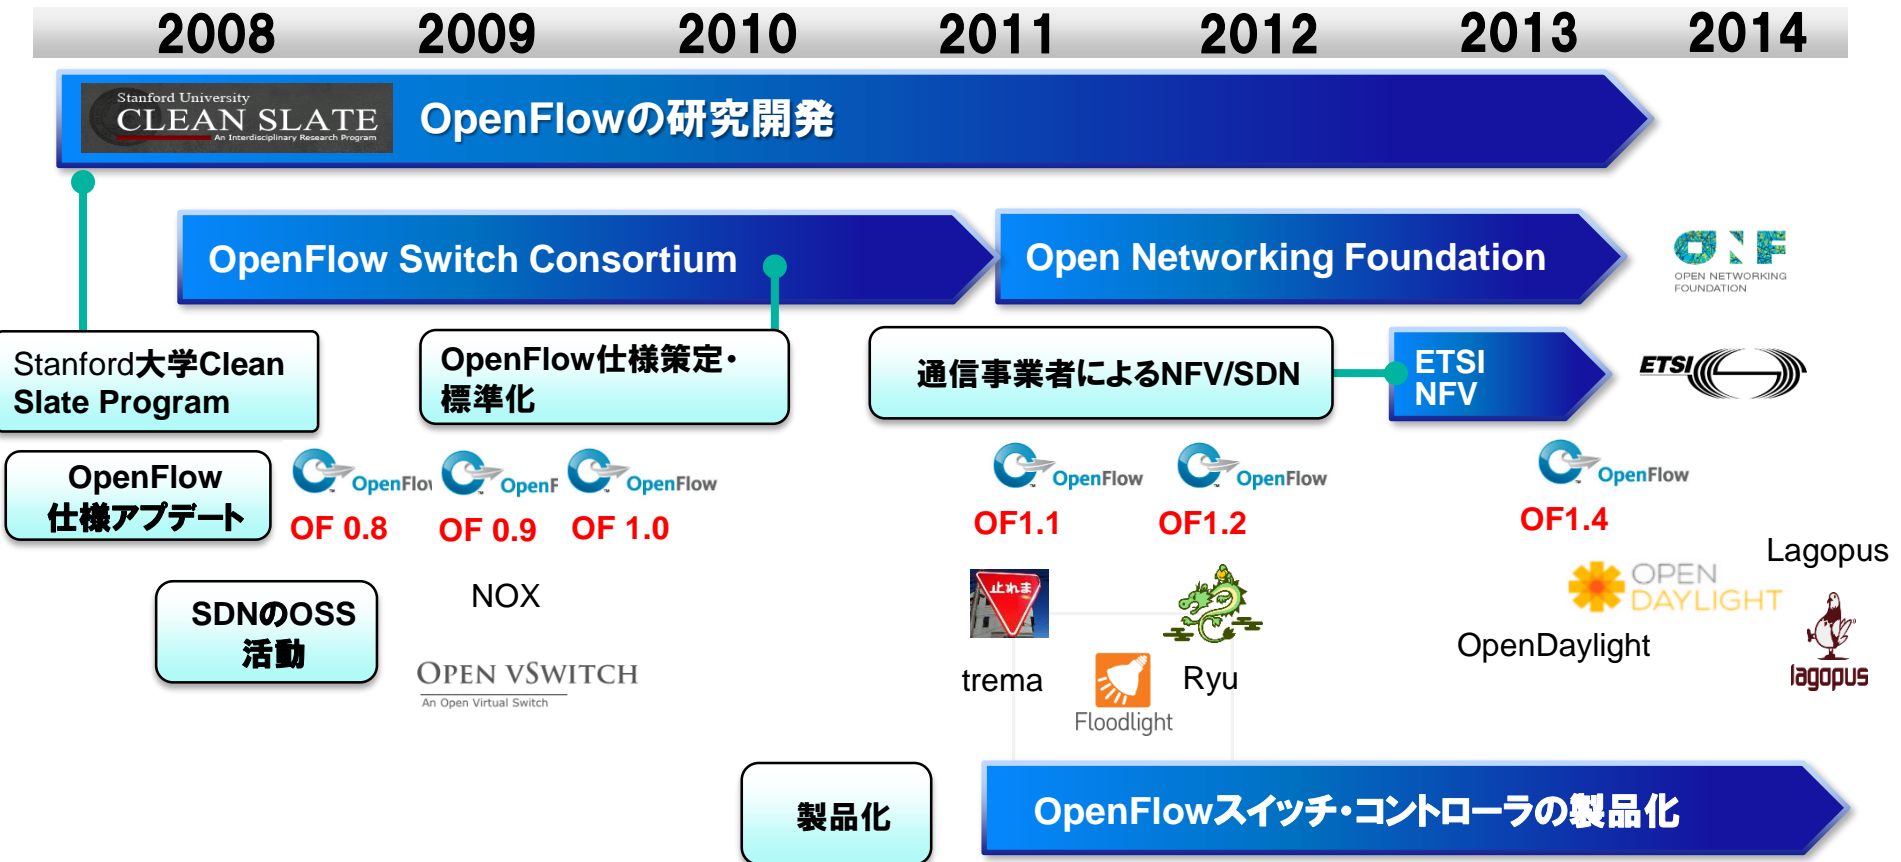 2008 2009 2010 2011 2012 2013 2014
Stanford University
CLEAN SLATE
An Interdisciplinary Research Program
OpenFlowの研究開発
OpenFlow Switch Consortium
Open Networking Foundation
ONF
OPEN NETWORKING
FOUNDATION
Stanford大学Clean
Slate Program
OpenFlow仕様策定・
標準化
通信事業者によるNFV/SDN
ETSI
NFV
ETSI
OpenFlow
仕様アプデート
OpenFlow
OF 0.8
OpenF
OF 0.9
OpenFlow
OF 1.0
OpenFlow
OF1.1
OpenFlow
OF1.2
OpenFlow
OF1.4
SDNのOSS
活動
NOX
OPEN VSWITCH
An Open Virtual Switch
止れま
trema
Floodlight
Ryu
OPEN
DAYLIGHT
OpenDaylight
Lagopus
lagopus
製品化
OpenFlowスイッチ・コントローラの製品化